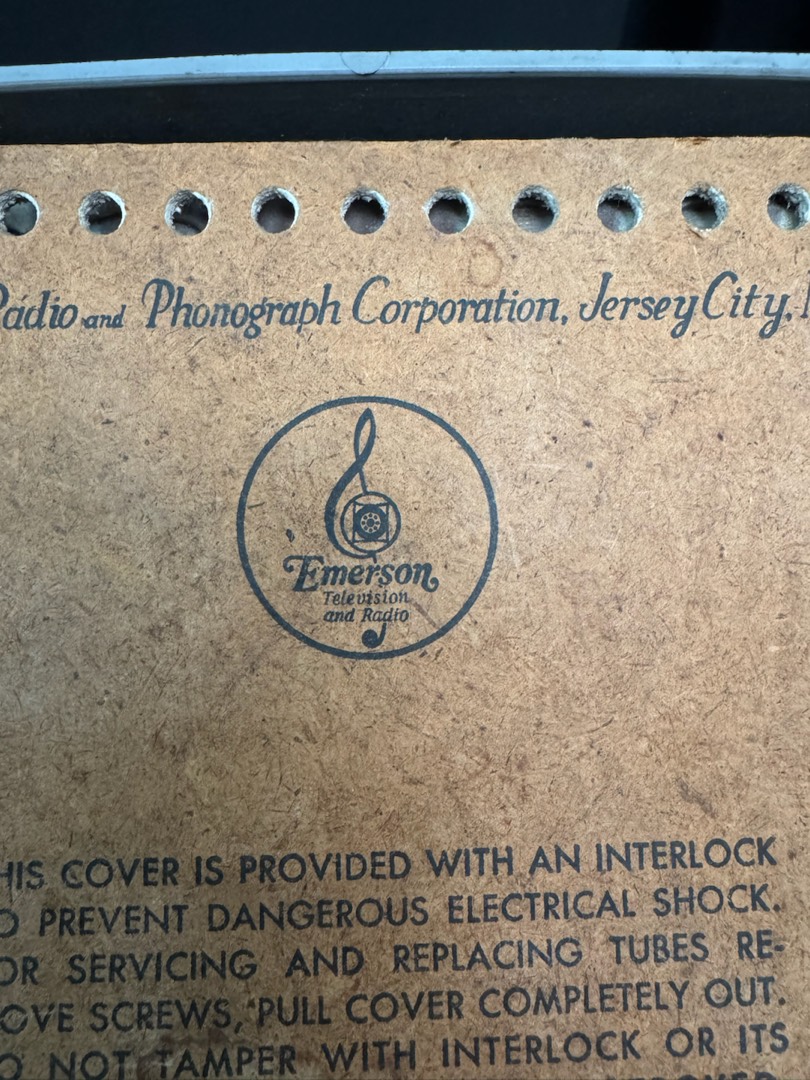 Radio and Phonograph Corporation, Jersey City,
Emerson
Television
and Radio
HIS COVER IS PROVIDED WITH AN INTERLOCK
O PREVENT DANGEROUS ELECTRICAL SHOCK.
OR SERVICING AND REPLACING TUBES RE-
OVE SCREWS, PULL COVER COMPLETELY OUT.
O NOT TAMPER WITH INTERLOCK OR ITS